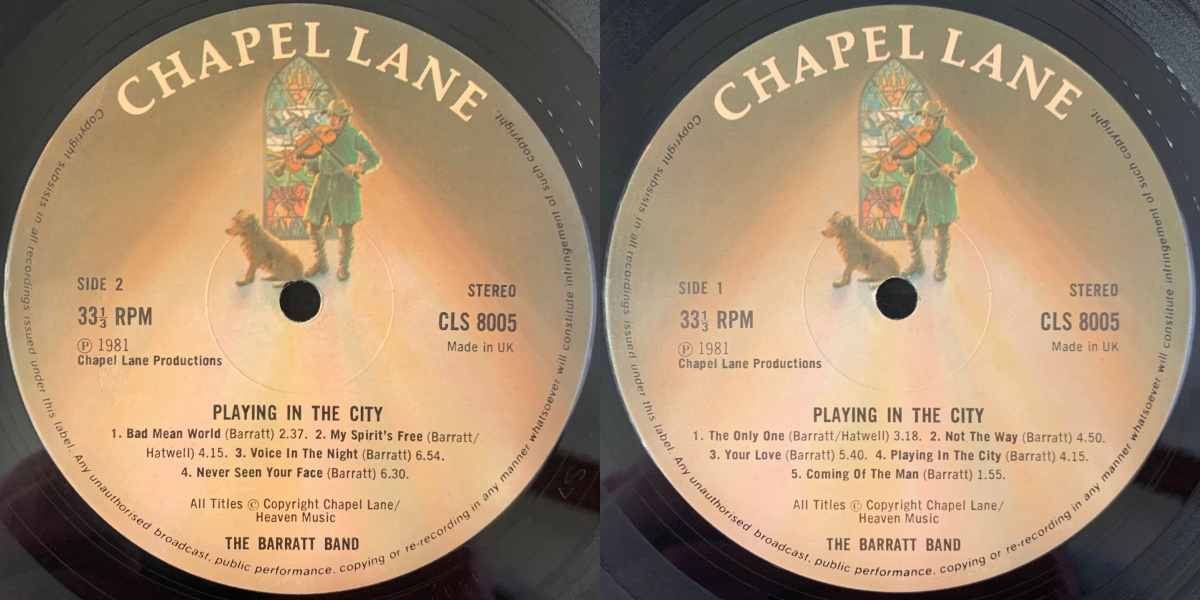 CHAPEL LANE
SIDE 2
STEREO
33⅓ RPM
CLS 8005
Ⓟ 1981
Made in UK
Chapel Lane Productions
PLAYING IN THE CITY
1. Bad Mean World (Barratt) 2.37. 2. My Spirit's Free (Barratt/
Hatwell) 4.15. 3. Voice In The Night (Barratt) 6.54.
4. Never Seen Your Face (Barratt) 6.30.
All Titles © Copyright Chapel Lane/
Heaven Music
THE BARRATT BAND
Copyright subsists in all recordings issued under this label. Any unauthorised broadcast, public performance, copying or re-recording in any manner whatsoever will constitute infringement of such copyright.
CHAPEL LANE
SIDE 1
STEREO
33⅓ RPM
CLS 8005
Ⓟ 1981
Made in UK
Chapel Lane Productions
PLAYING IN THE CITY
1. The Only One (Barratt/Hatwell) 3.18. 2. Not The Way (Barratt) 4.50.
3. Your Love (Barratt) 5.40. 4. Playing In The City (Barratt) 4.15.
5. Coming Of The Man (Barratt) 1.55.
All Titles © Copyright Chapel Lane/
Heaven Music
THE BARRATT BAND
Copyright subsists in all recordings issued under this label. Any unauthorised broadcast, public performance, copying or re-recording in any manner whatsoever will constitute infringement of such copyright.